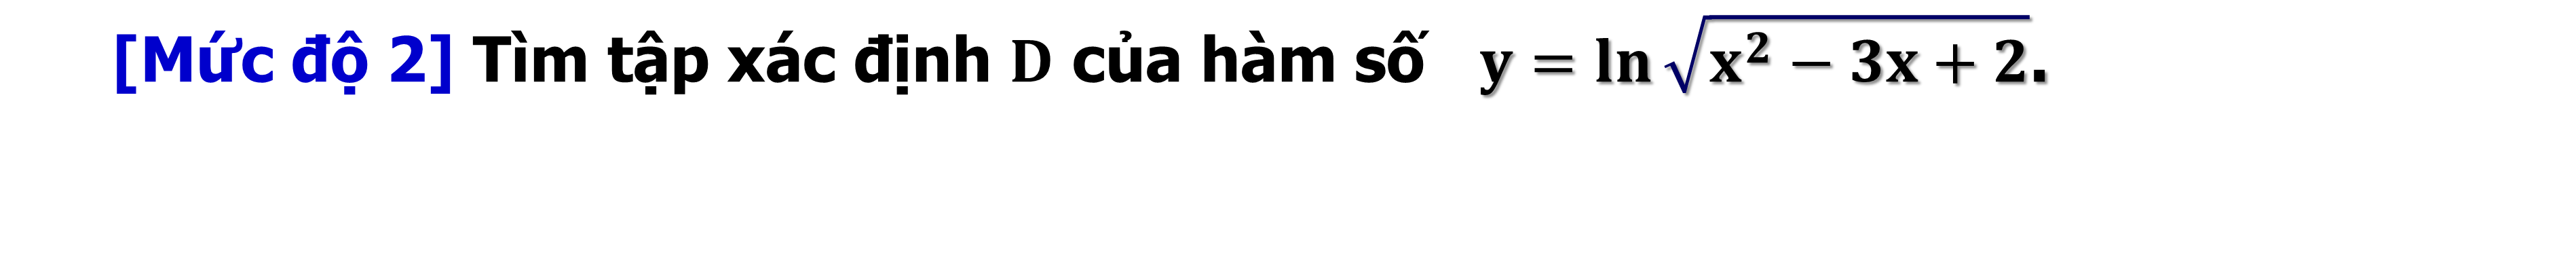 [Mức độ 2] Tìm tập xác định D của hàm số y = ln √(x² − 3x + 2).